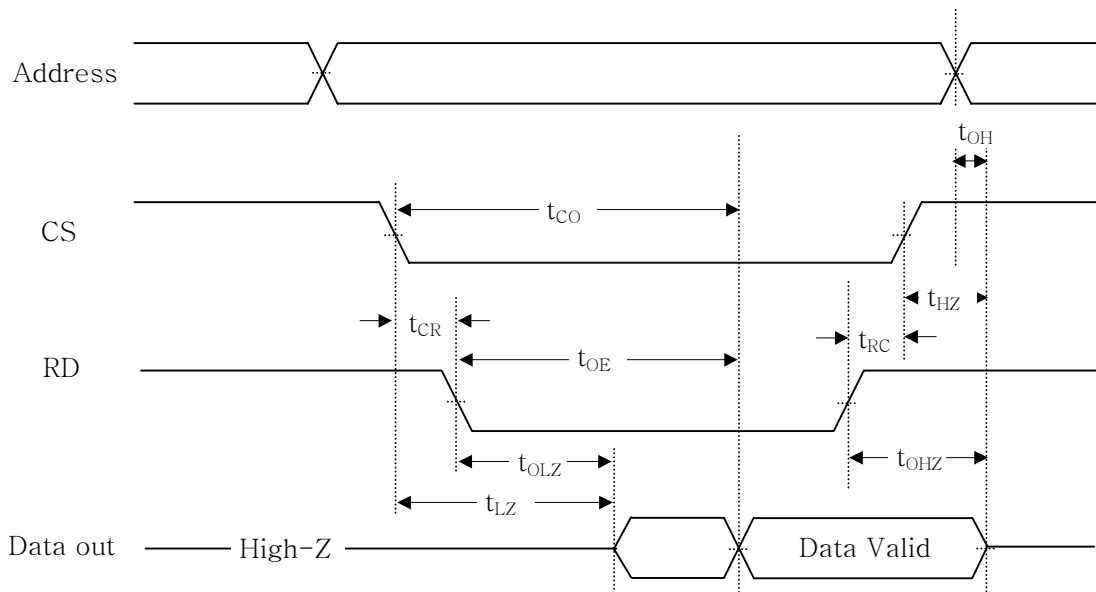 Address
tOH
CS
tCO
tHZ
tCR
tRC
RD
tOE
tOLZ
tOHZ
tLZ
Data out
High-Z
Data Valid